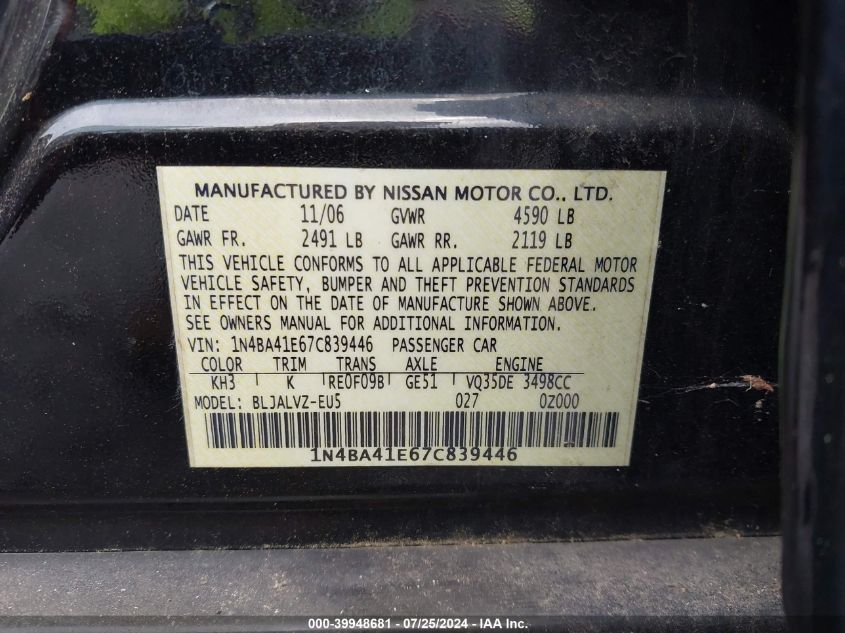 MANUFACTURED BY NISSAN MOTOR CO., LTD.
DATE 11/06 GVWR 4590 LB
GAWR FR. 2491 LB GAWR RR. 2119 LB
THIS VEHICLE CONFORMS TO ALL APPLICABLE FEDERAL MOTOR
VEHICLE SAFETY, BUMPER AND THEFT PREVENTION STANDARDS
IN EFFECT ON THE DATE OF MANUFACTURE SHOWN ABOVE.
SEE OWNERS MANUAL FOR ADDITIONAL INFORMATION.
VIN: 1N4BA41E67C839446 PASSENGER CAR
COLOR TRIM TRANS AXLE ENGINE
KH3 K RE0F09B GE51 VQ35DE 3498CC
MODEL: BLJALVZ-EU5 027 0Z000
1N4BA41E67C839446
000-39948681 - 07/25/2024 - IAA Inc.